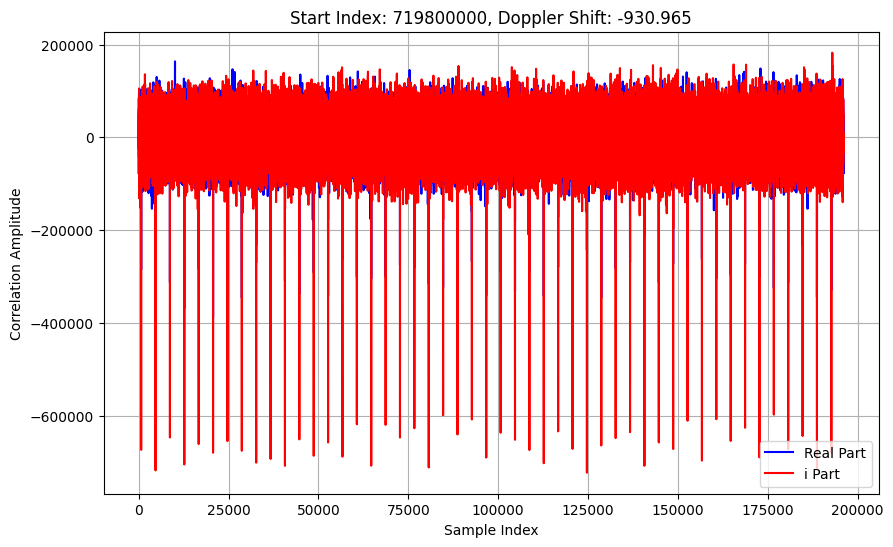 Start Index: 719800000, Doppler Shift: -930.965
200000
0
−200000
−400000
−600000
Correlation Amplitude
0
25000
50000
75000
100000
125000
150000
175000
200000
Sample Index
Real Part
i Part